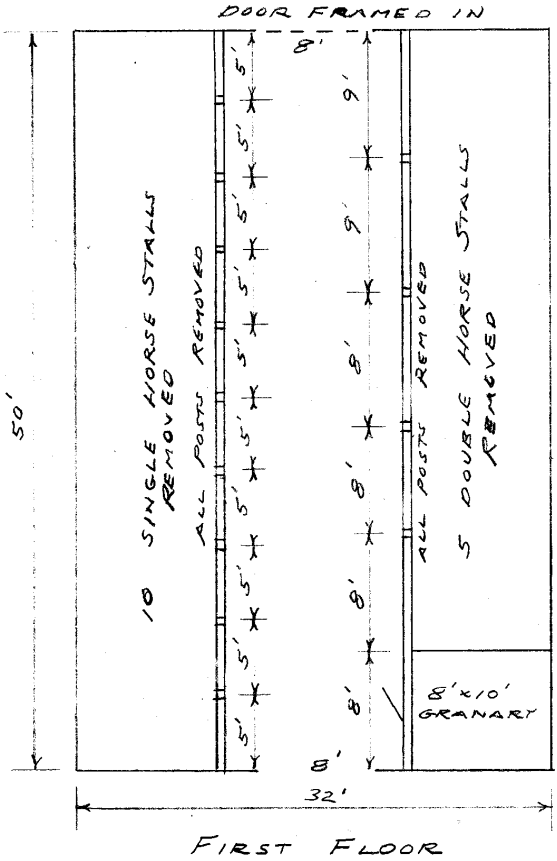 DOOR FRAMED IN
8'
50'
10 SINGLE HORSE STALLS
REMOVED
ALL POSTS REMOVED
5'
5'
5'
5'
5'
5'
5'
5'
5'
5'
9'
9'
8'
8'
8'
8'
ALL POSTS REMOVED
5 DOUBLE HORSE STALLS
REMOVED
8'x10'
GRANARY
8'
32'
FIRST FLOOR